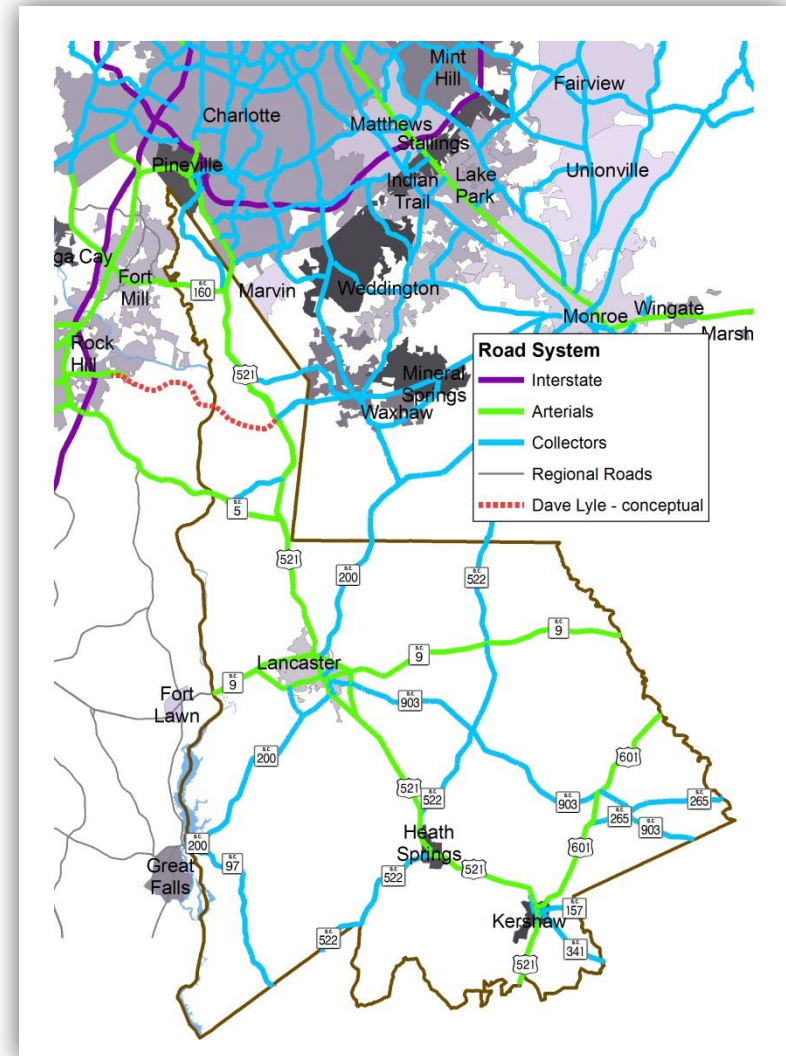 Mint
Hill
Fairview
Charlotte
Matthews
Stallings
Pineville
Lake
Park
Unionville
Indian
Trail
ga Cay
Fort
Mill
S.C.
160
Marvin
Weddington
Monroe
Wingate
Marsh
Rock
Hill
521
Mineral
Springs
Waxhaw
Road System
Interstate
Arterials
Collectors
Regional Roads
Dave Lyle - conceptual
S.C.
5
521
S.C.
200
S.C.
522
S.C.
9
S.C.
9
Lancaster
S.C.
9
Fort
Lawn
S.C.
903
S.C.
200
601
521
S.C.
522
S.C.
903
S.C.
265
S.C.
265
S.C.
903
Heath
Springs
S.C.
200
Great
Falls
S.C.
97
S.C.
522
521
601
Kershaw
S.C.
157
S.C.
522
S.C.
341
521